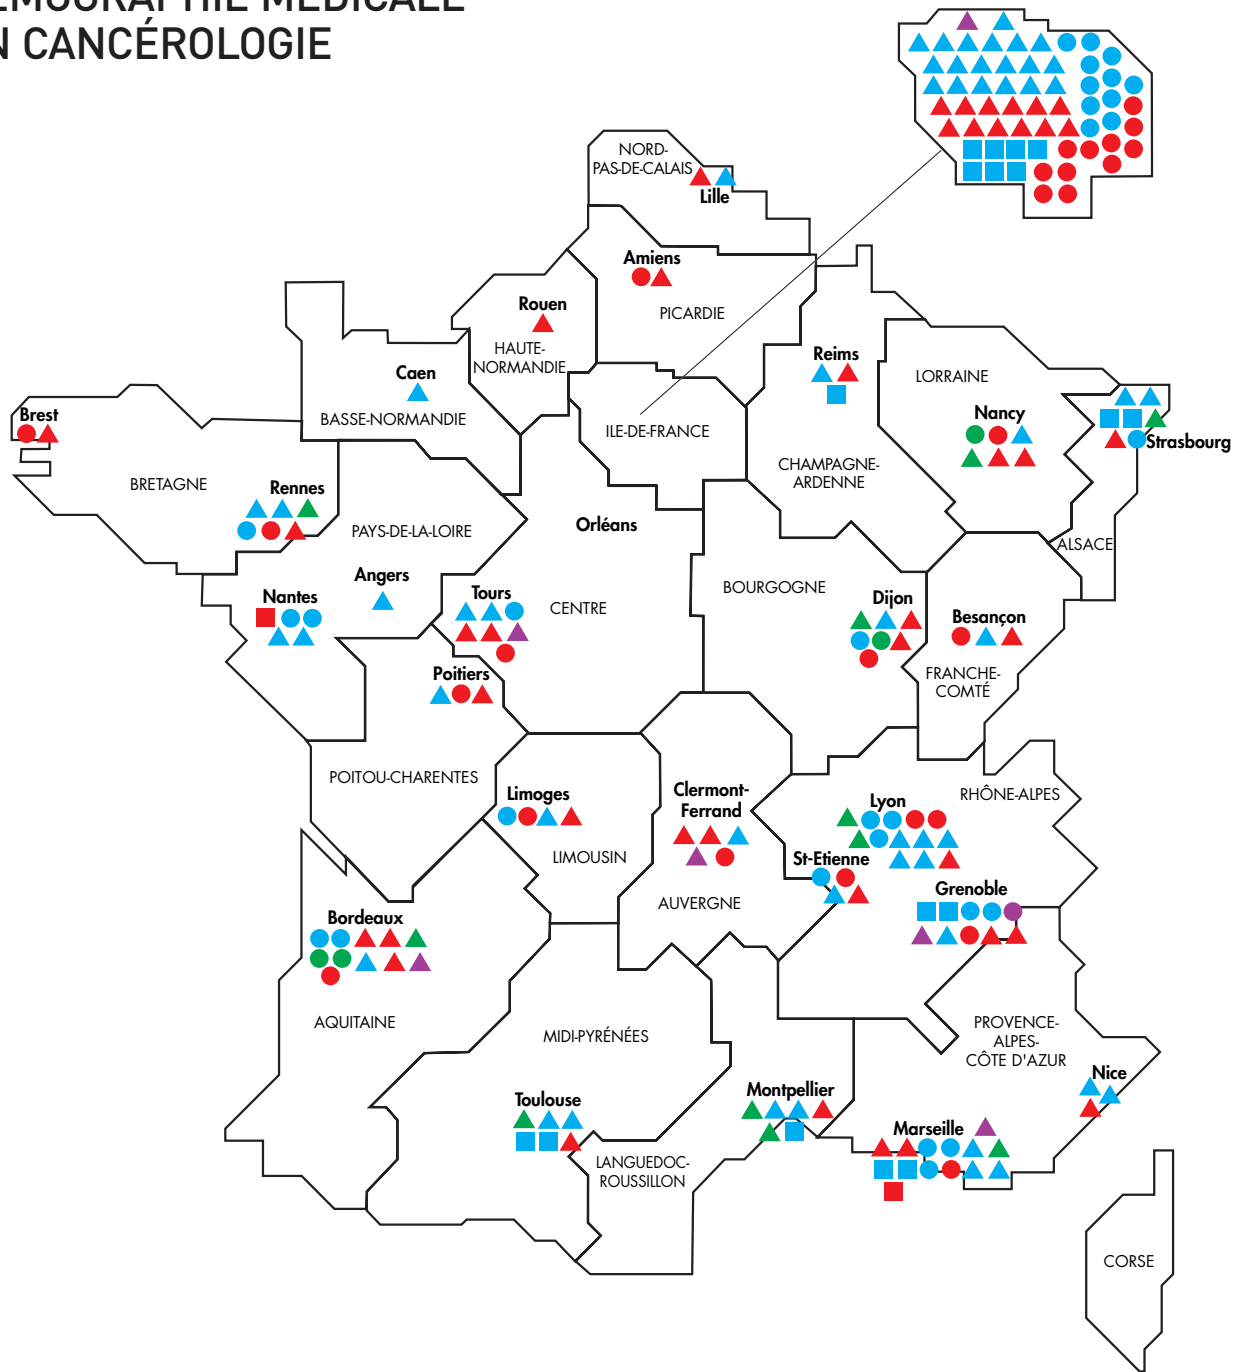 ÉMOGRAPHIE MÉDICALE
N CANCÉROLOGIE
NORD-
PAS-DE-CALAIS
Lille
Amiens
PICARDIE
Rouen
HAUTE-
NORMANDIE
Caen
BASSE-NORMANDIE
Reims
LORRAINE
Nancy
Strasbourg
Brest
BRETAGNE
Rennes
ILE-DE-FRANCE
CHAMPAGNE-
ARDENNE
ALSACE
PAYS-DE-LA-LOIRE
Orléans
Angers
Nantes
Tours
CENTRE
BOURGOGNE
Dijon
Besançon
FRANCHE-
COMTÉ
Poitiers
POITOU-CHARENTES
Limoges
LIMOUSIN
Clermont-
Ferrand
AUVERGNE
Lyon
RHÔNE-ALPES
St-Etienne
Grenoble
Bordeaux
AQUITAINE
MIDI-PYRÉNÉES
PROVENCE-
ALPES-
CÔTE D'AZUR
Nice
Toulouse
Montpellier
Marseille
LANGUEDOC-
ROUSSILLON
CORSE